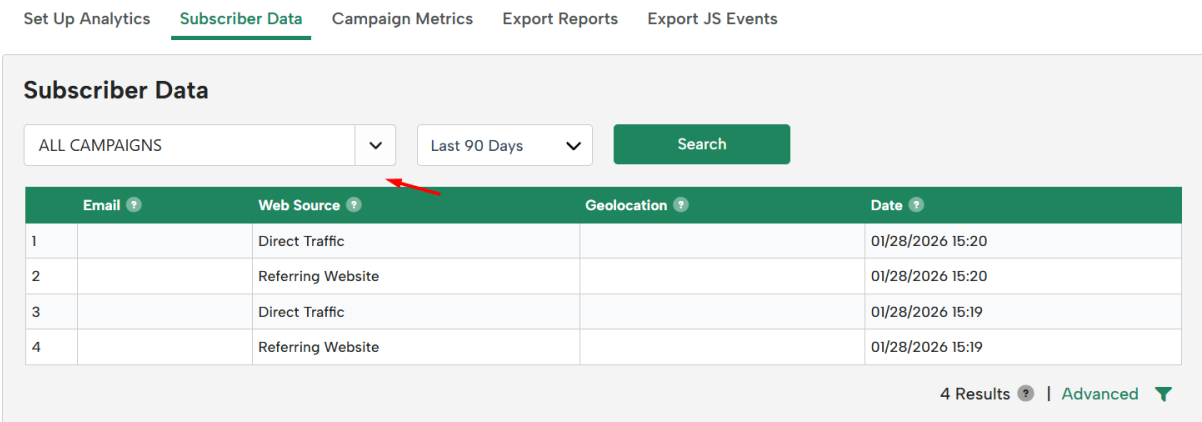 Set Up Analytics Subscriber Data Campaign Metrics Export Reports Export JS Events
Subscriber Data
ALL CAMPAIGNS Last 90 Days Search
Email ? Web Source ? Geolocation ? Date ?
1 Direct Traffic 01/28/2026 15:20
2 Referring Website 01/28/2026 15:20
3 Direct Traffic 01/28/2026 15:19
4 Referring Website 01/28/2026 15:19
4 Results ? | Advanced